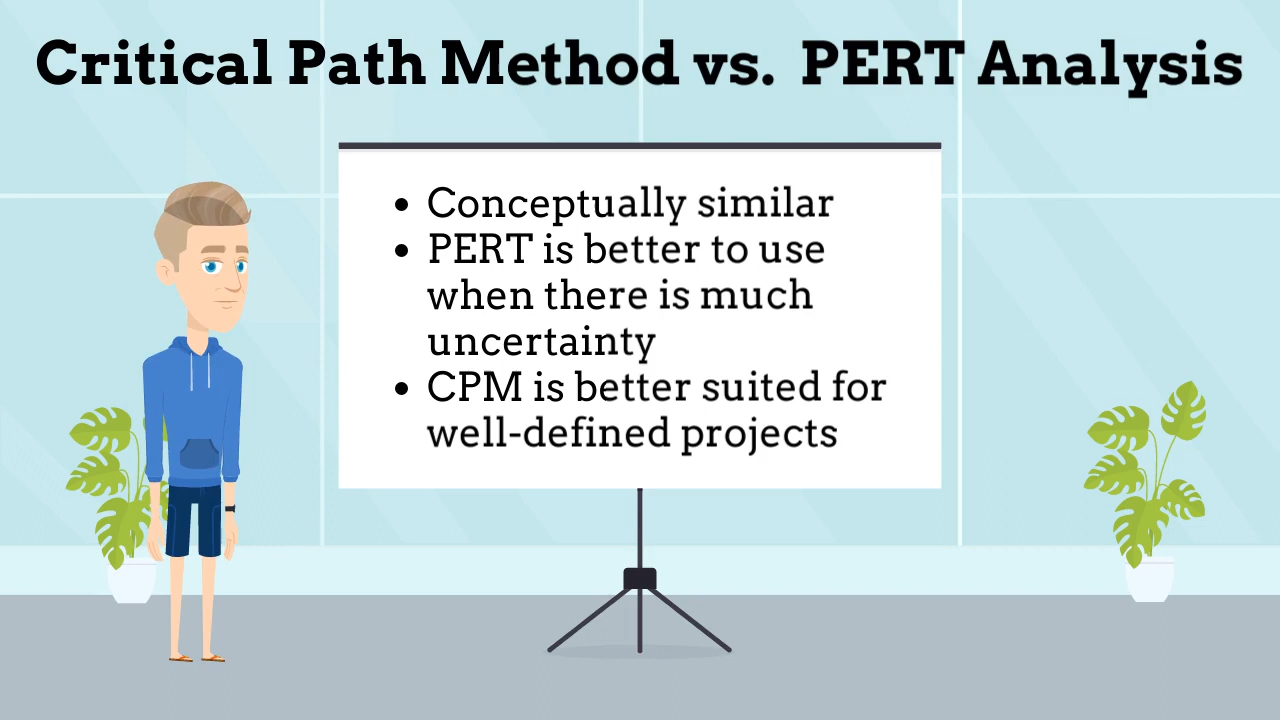 Critical Path Method vs. PERT Analysis
• Conceptually similar
• PERT is better to use
when there is much
uncertainty
• CPM is better suited for
well-defined projects